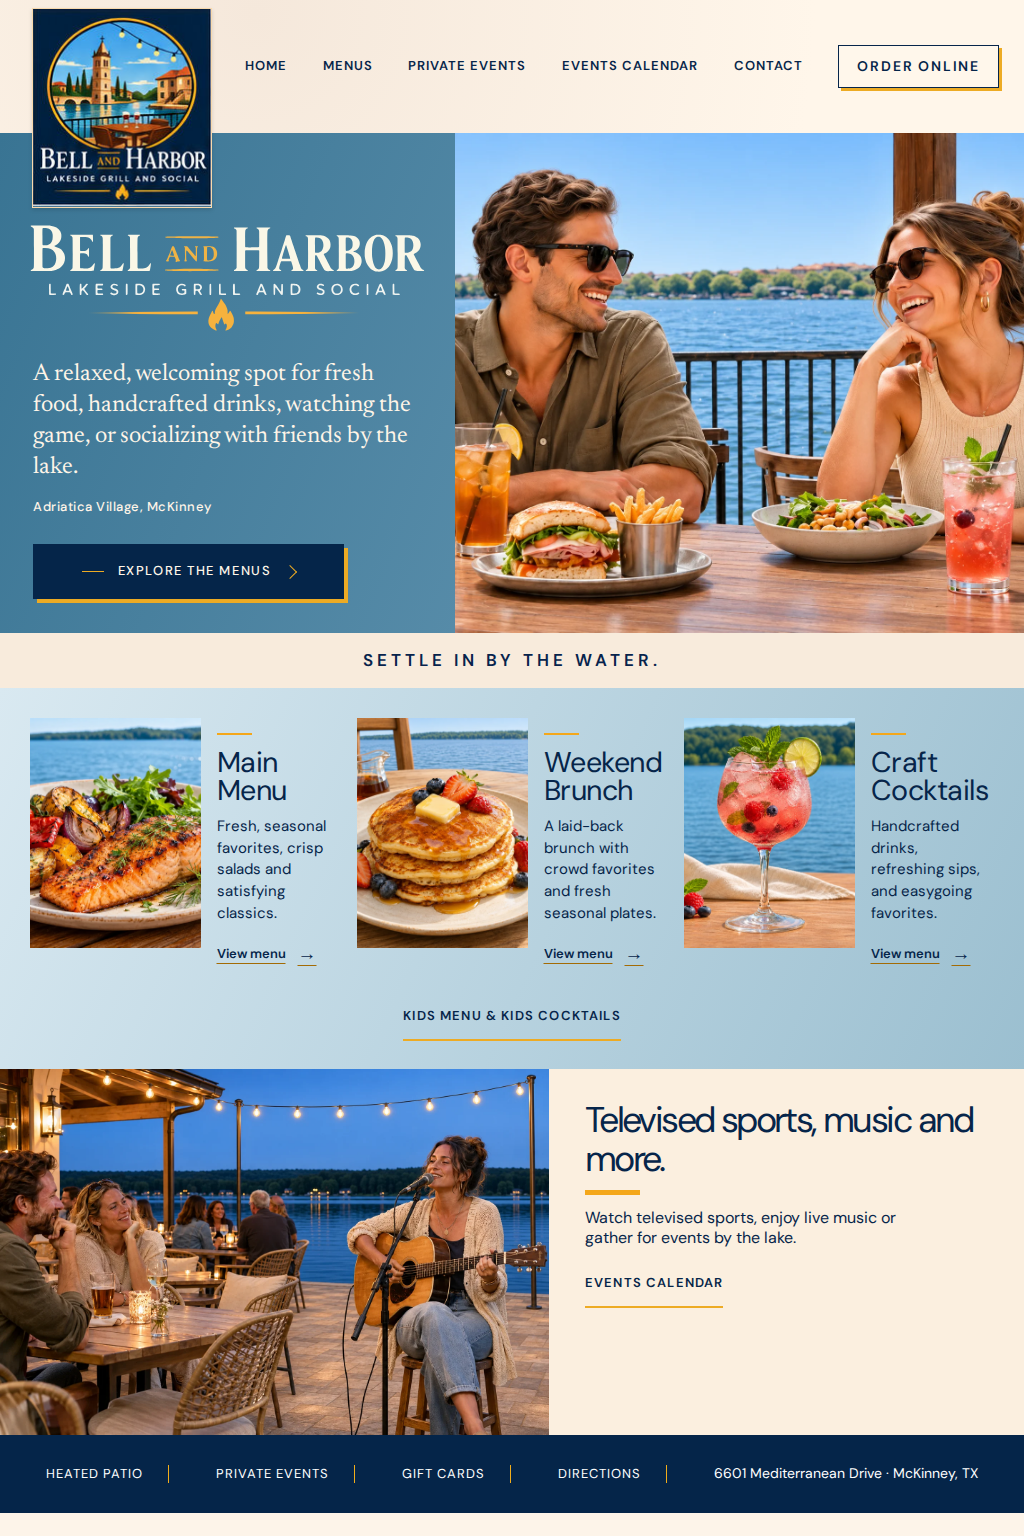 BELL AND HARBOR
LAKESIDE GRILL AND SOCIAL
HOME
MENUS
PRIVATE EVENTS
EVENTS CALENDAR
CONTACT
ORDER ONLINE
BELL AND HARBOR
LAKESIDE GRILL AND SOCIAL
A relaxed, welcoming spot for fresh
food, handcrafted drinks, watching the
game, or socializing with friends by the
lake.
Adriatica Village, McKinney
EXPLORE THE MENUS
SETTLE IN BY THE WATER.
Main
Menu
Fresh, seasonal
favorites, crisp
salads and
satisfying
classics.
View menu →
Weekend
Brunch
A laid-back
brunch with
crowd favorites
and fresh
seasonal plates.
View menu →
Craft
Cocktails
Handcrafted
drinks,
refreshing sips,
and easygoing
favorites.
View menu →
KIDS MENU & KIDS COCKTAILS
Televised sports, music and
more.
Watch televised sports, enjoy live music or
gather for events by the lake.
EVENTS CALENDAR
HEATED PATIO
PRIVATE EVENTS
GIFT CARDS
DIRECTIONS
6601 Mediterranean Drive · McKinney, TX